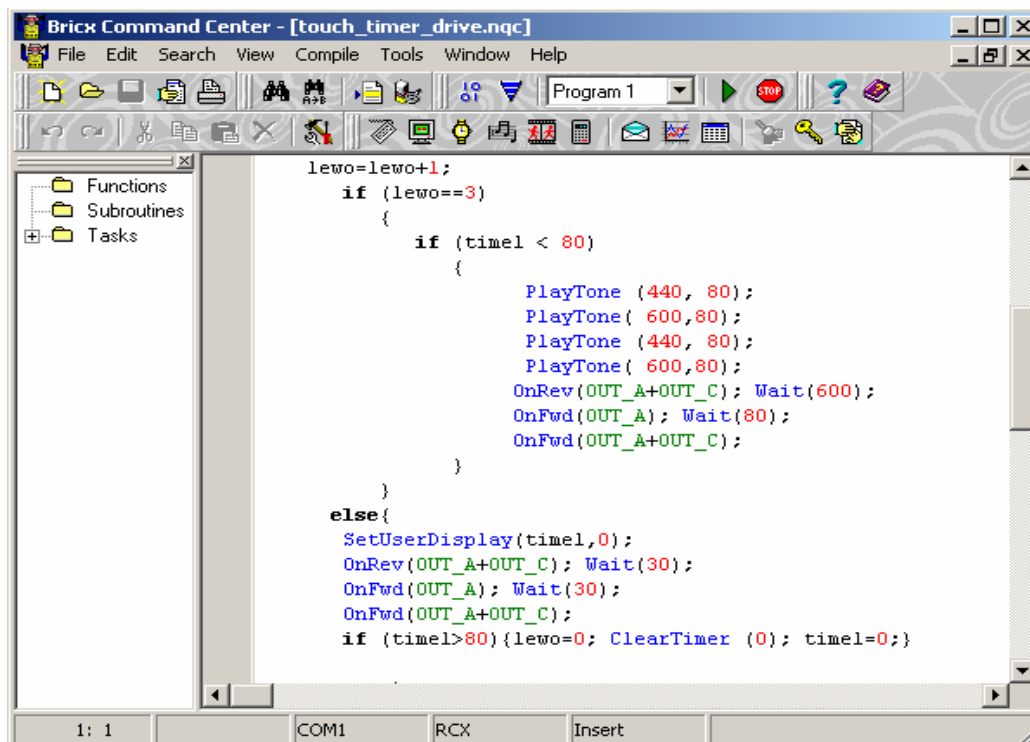 Bricx Command Center - [touch_timer_drive.nqc]
File Edit Search View Compile Tools Window Help
A→B
Program 1
STOP
Functions
Subroutines
Tasks
lewo=lewo+1;
if (lewo==3)
{
if (timel < 80)
{
PlayTone (440, 80);
PlayTone( 600,80);
PlayTone (440, 80);
PlayTone( 600,80);
OnRev(OUT_A+OUT_C); Wait(600);
OnFwd(OUT_A); Wait(80);
OnFwd(OUT_A+OUT_C);
}
}
else{
SetUserDisplay(timel,0);
OnRev(OUT_A+OUT_C); Wait(30);
OnFwd(OUT_A); Wait(30);
OnFwd(OUT_A+OUT_C);
if (timel>80){lewo=0; ClearTimer (0); timel=0;}
1: 1 COM1 RCX Insert